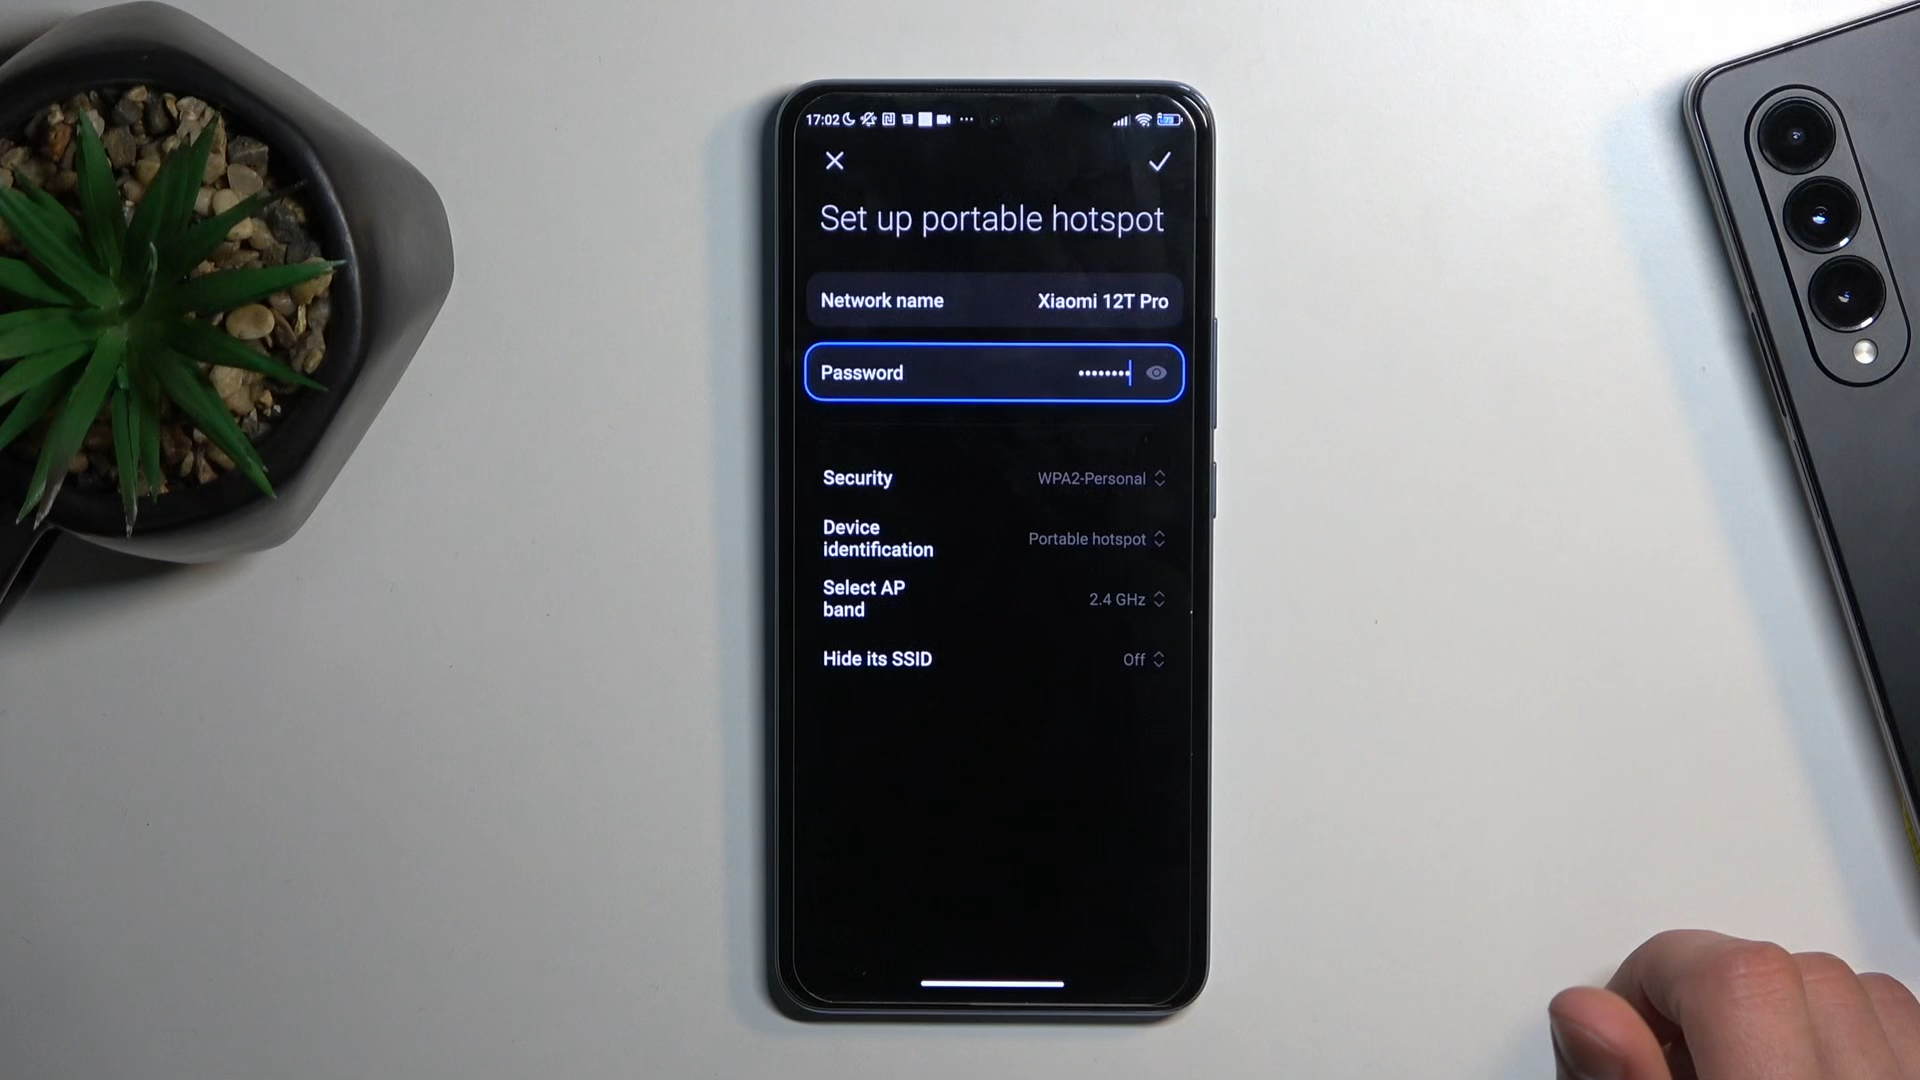 17:02
Set up portable hotspot
Network name Xiaomi 12T Pro
Password ••••••••
Security WPA2-Personal
Device
identification Portable hotspot
Select AP
band 2.4 GHz
Hide its SSID Off